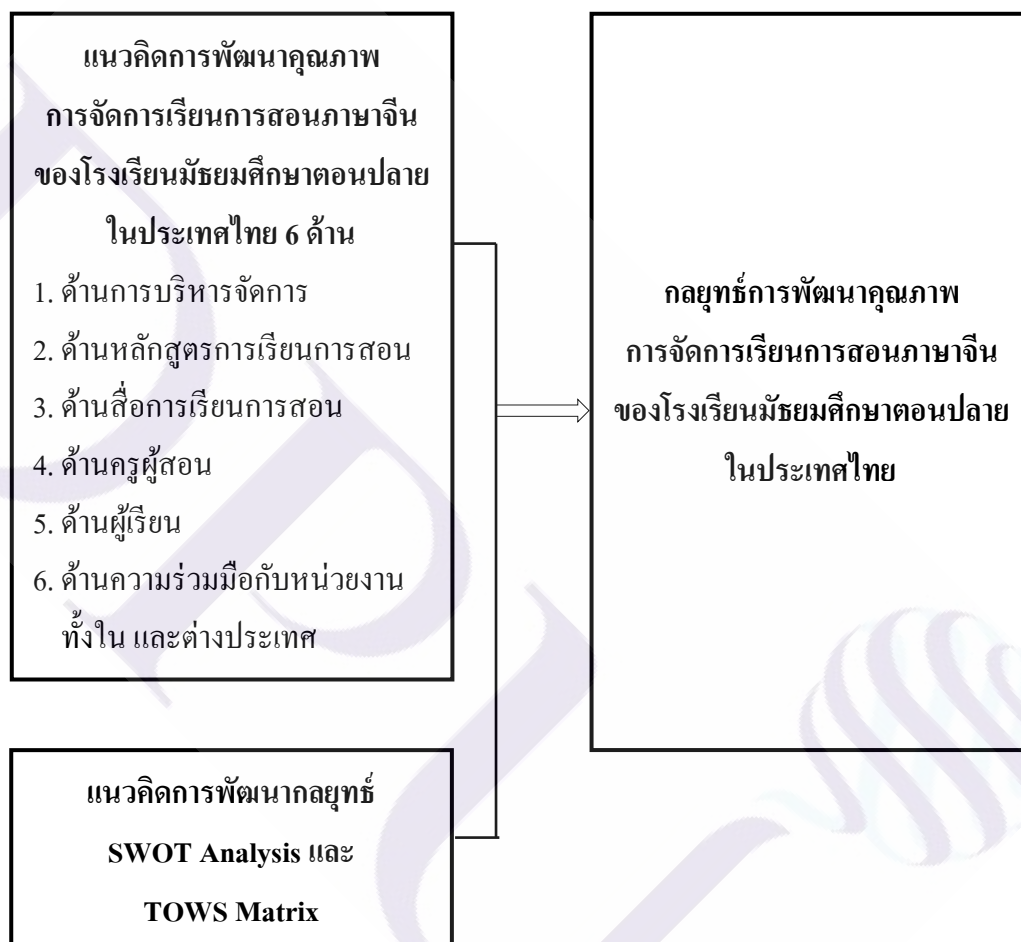 แนวคิดการพัฒนาคุณภาพ
การจัดการเรียนการสอนภาษาจีน
ของโรงเรียนมัธยมศึกษาตอนปลาย
ในประเทศไทย 6 ด้าน
1. ด้านการบริหารจัดการ
2. ด้านหลักสูตรการเรียนการสอน
3. ด้านสื่อการเรียนการสอน
4. ด้านครูผู้สอน
5. ด้านผู้เรียน
6. ด้านความร่วมมือกับหน่วยงาน
ทั้งใน และต่างประเทศ
แนวคิดการพัฒนากลยุทธ์
SWOT Analysis และ
TOWS Matrix
กลยุทธ์การพัฒนาคุณภาพ
การจัดการเรียนการสอนภาษาจีน
ของโรงเรียนมัธยมศึกษาตอนปลาย
ในประเทศไทย